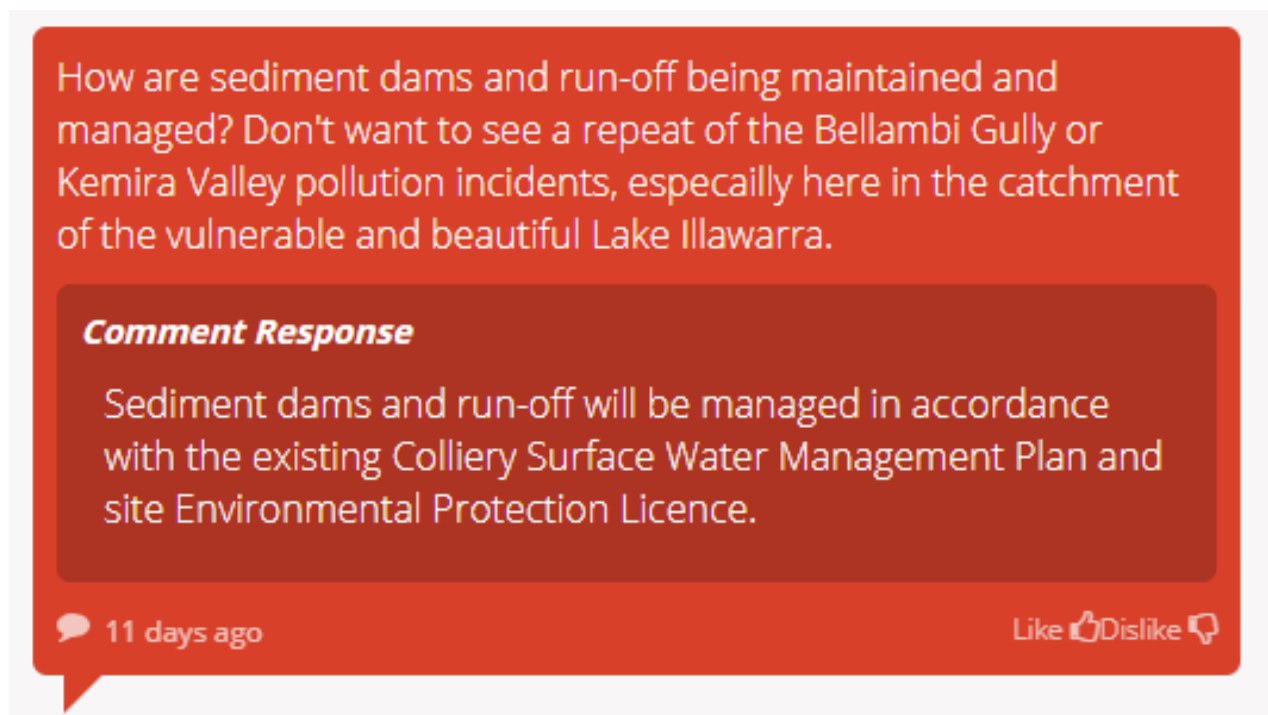 How are sediment dams and run-off being maintained and
managed? Don't want to see a repeat of the Bellambi Gully or
Kemira Valley pollution incidents, especailly here in the catchment
of the vulnerable and beautiful Lake Illawarra.
Comment Response
Sediment dams and run-off will be managed in accordance
with the existing Colliery Surface Water Management Plan and
site Environmental Protection Licence.
11 days ago
Like Dislike